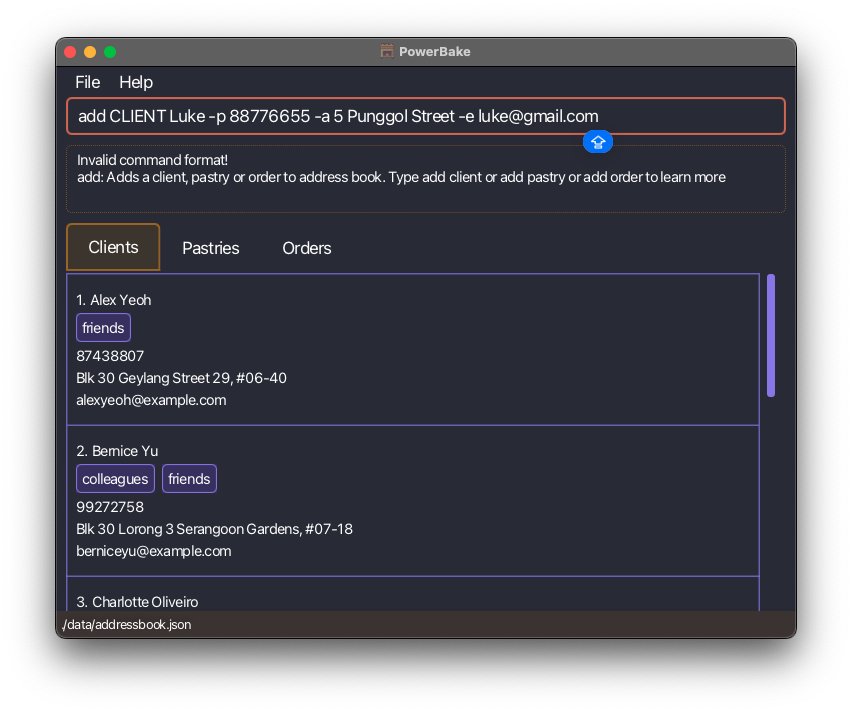 PowerBake
File Help
add CLIENT Luke -p 88776655 -a 5 Punggol Street -e luke@gmail.com
Invalid command format!
add: Adds a client, pastry or order to address book. Type add client or add pastry or add order to learn more
Clients Pastries Orders
1. Alex Yeoh
friends
87438807
Blk 30 Geylang Street 29, #06-40
alexyeoh@example.com
2. Bernice Yu
colleagues friends
99272758
Blk 30 Lorong 3 Serangoon Gardens, #07-18
berniceyu@example.com
3. Charlotte Oliveiro
./data/addressbook.json